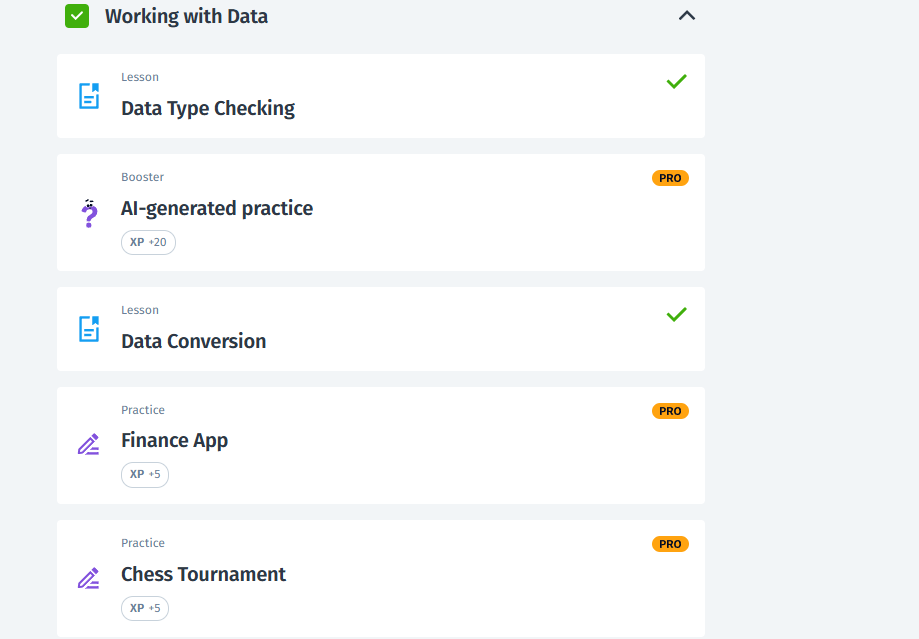 Working with Data
Lesson
Data Type Checking
Booster
PRO
AI-generated practice
XP +20
Lesson
Data Conversion
Practice
PRO
Finance App
XP +5
Practice
PRO
Chess Tournament
XP +5